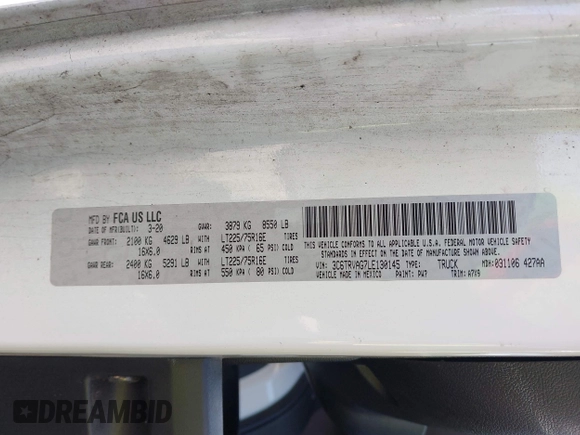 MFD BY FCA US LLC
DATE OF MFR(BUILT): 3-20 GVWR: 3879 KG 8550 LB
GAWR FRONT: 2100 KG 4629 LB WITH LT225/75R16E TIRES
16X6.0 RIMS AT 450 KPA ( 65 PSI) COLD
GAWR REAR: 2400 KG 5291 LB WITH LT225/75R16E TIRES
16X6.0 RIMS AT 550 KPA ( 80 PSI) COLD
THIS VEHICLE CONFORMS TO ALL APPLICABLE U.S.A. FEDERAL MOTOR VEHICLE SAFETY
STANDARDS IN EFFECT ON THE DATE OF MANUFACTURE SHOWN ABOVE.
VIN: 3C6TRVAG7LE130145 TYPE: TRUCK MDH: 031106 427AA
VEHICLE MADE IN MEXICO PAINT: PW7 TRIM: A7X9
DREAMBID